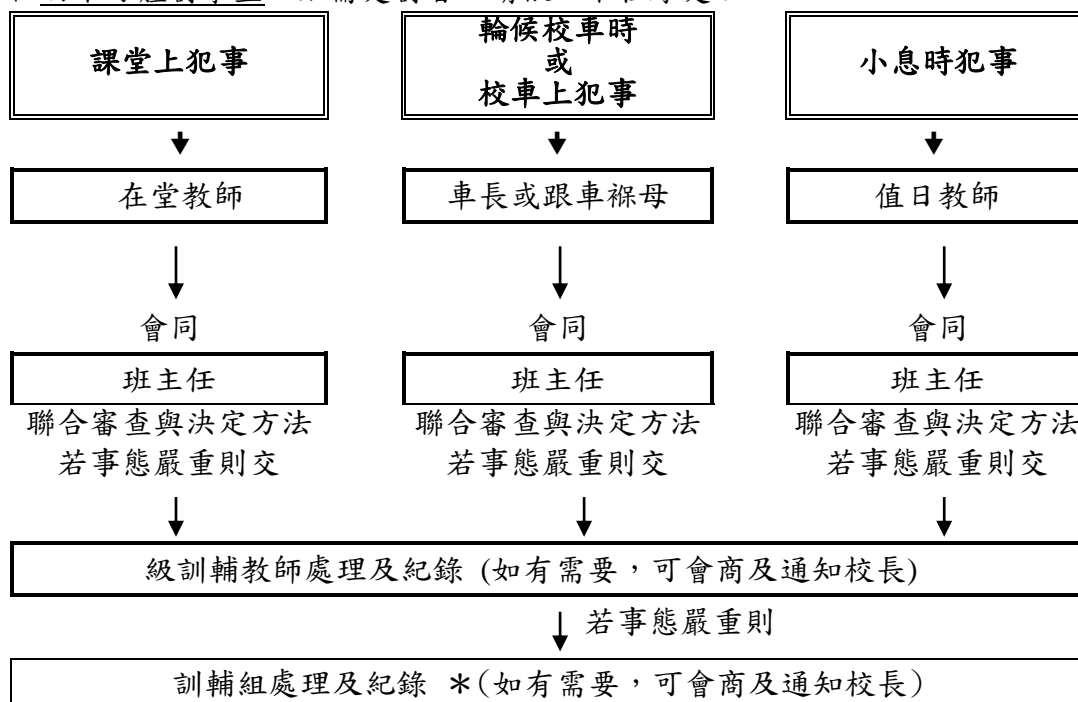 課堂上犯事
輪候校車時
或
校車上犯事
小息時犯事
在堂教師
車長或跟車褓母
值日教師
會同
會同
會同
班主任
班主任
班主任
聯合審查與決定方法
若事態嚴重則交
聯合審查與決定方法
若事態嚴重則交
聯合審查與決定方法
若事態嚴重則交
級訓輔教師處理及紀錄 (如有需要，可會商及通知校長)
若事態嚴重則
訓輔組處理及紀錄 ＊(如有需要，可會商及通知校長)